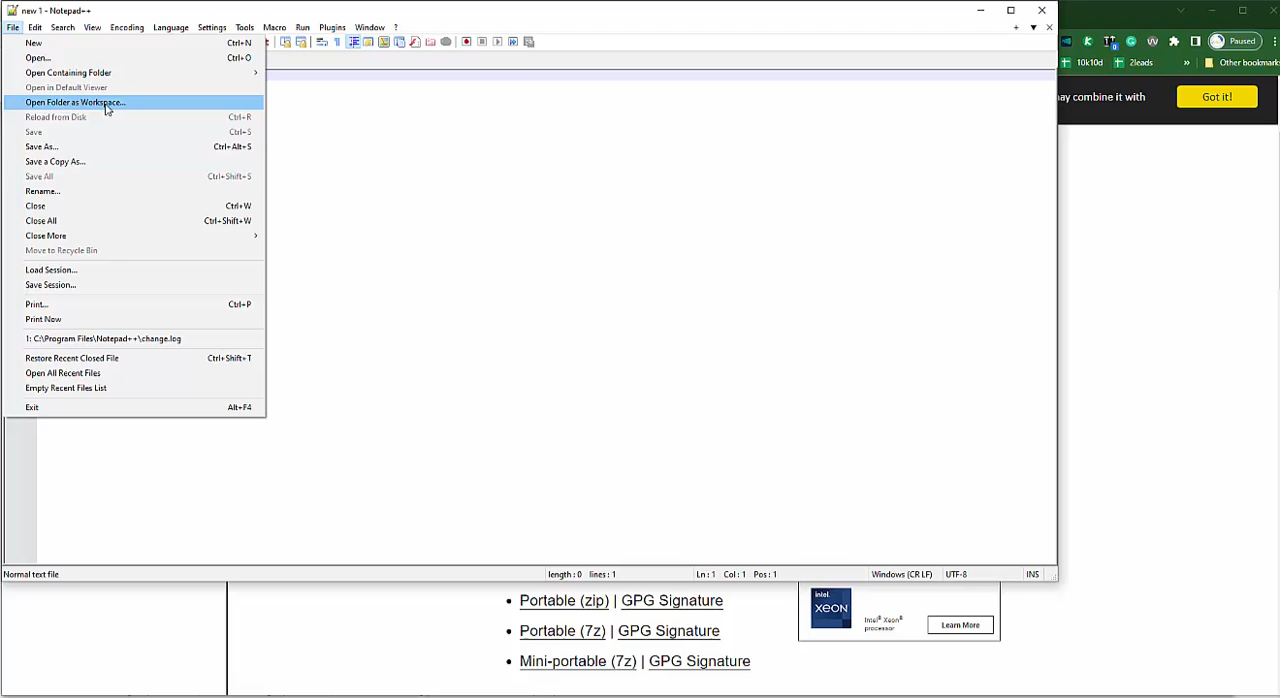 new 1 - Notepad++
File Edit Search View Encoding Language Settings Tools Macro Run Plugins Window ?
New Ctrl+N
Open... Ctrl+O
Open Containing Folder
Open in Default Viewer
Open Folder as Workspace...
Reload from Disk Ctrl+R
Save Ctrl+S
Save As... Ctrl+Alt+S
Save a Copy As...
Save All Ctrl+Shift+S
Rename...
Close Ctrl+W
Close All Ctrl+Shift+W
Close More
Move to Recycle Bin
Load Session...
Save Session...
Print... Ctrl+P
Print Now
1: C:\Program Files\Notepad++\change.log
Restore Recent Closed File Ctrl+Shift+T
Open All Recent Files
Empty Recent Files List
Exit Alt+F4
Normal text file length : 0 lines : 1 Ln : 1 Col : 1 Pos : 1 Windows (CR LF) UTF-8 INS
Paused
10k10d 2leads » Other bookmark
may combine it with Got it!
• Portable (zip) | GPG Signature
• Portable (7z) | GPG Signature
• Mini-portable (7z) | GPG Signature
intel.
XEON
Intel® Xeon®
processor
Learn More